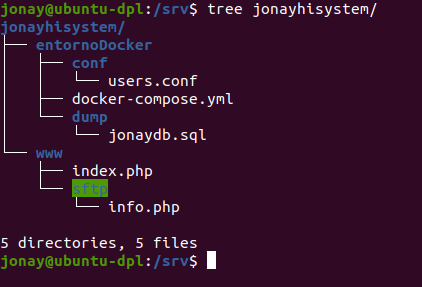 jonay@ubuntu-dpl:/srv$ tree jonayhisystem/
jonayhisystem/
├── entornoDocker
│   ├── conf
│   │   └── users.conf
│   ├── docker-compose.yml
│   └── dump
│       └── jonaydb.sql
└── www
    ├── index.php
    └── sftp
        └── info.php

5 directories, 5 files
jonay@ubuntu-dpl:/srv$